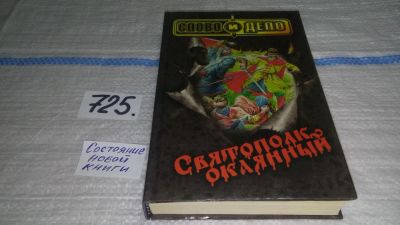 СЛОВО И ДЕЛО
725.
Состояние
новой
книги
СВЯТОПОЛК
ОКАЯННЫЙ